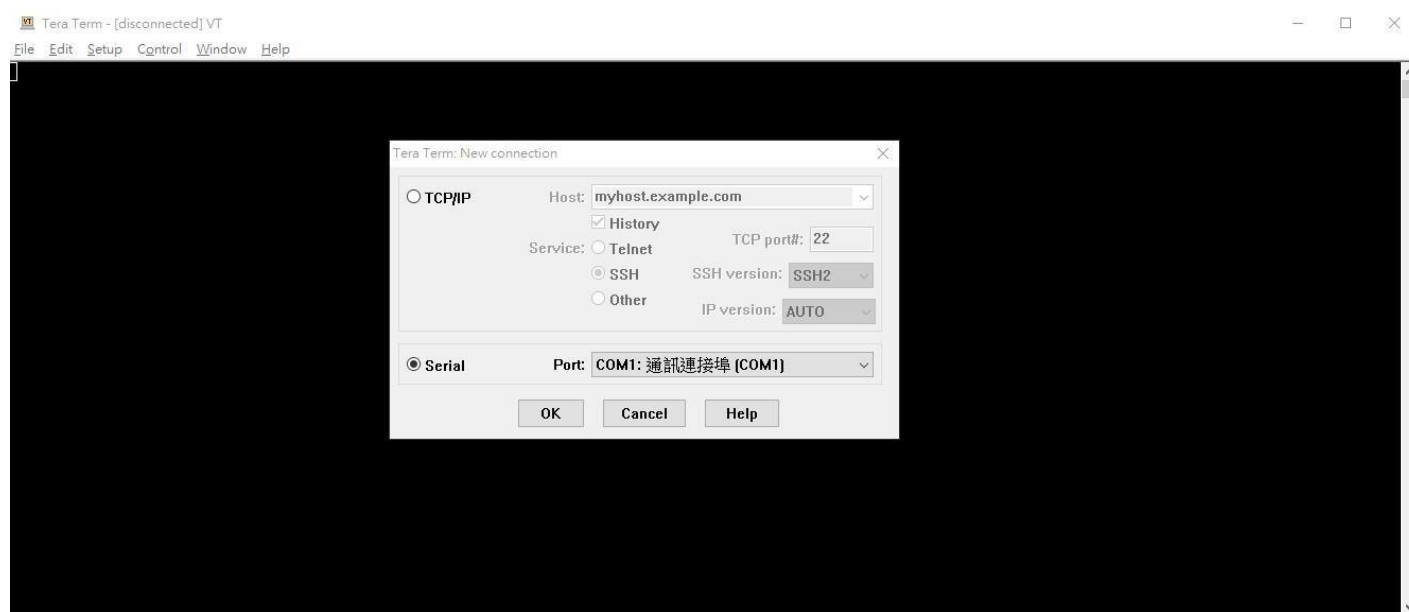 VT Tera Term - [disconnected] VT
File Edit Setup Control Window Help
Tera Term: New connection
TCP/IP Host: myhost.example.com
History
Service: Telnet TCP port#: 22
SSH SSH version: SSH2
Other IP version: AUTO
Serial Port: COM1: 通訊連接埠 (COM1)
OK Cancel Help